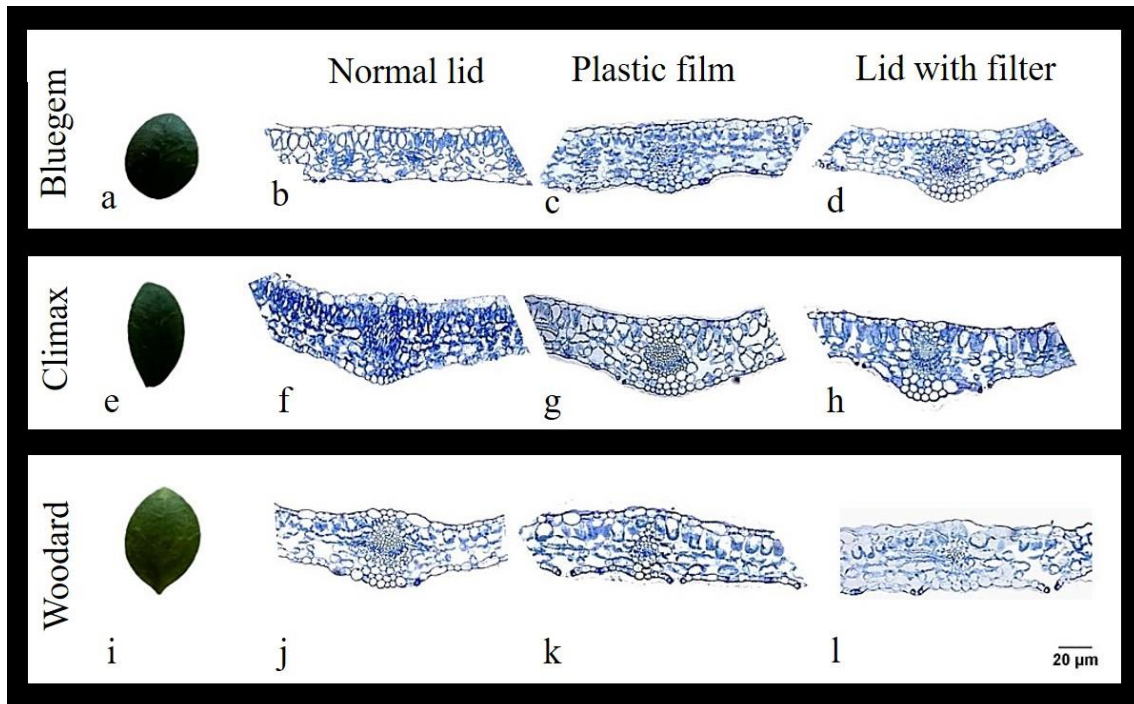 Normal lid
Plastic film
Lid with filter
Bluegem
a
b
c
d
Climax
e
f
g
h
Woodard
i
j
k
l
20 µm